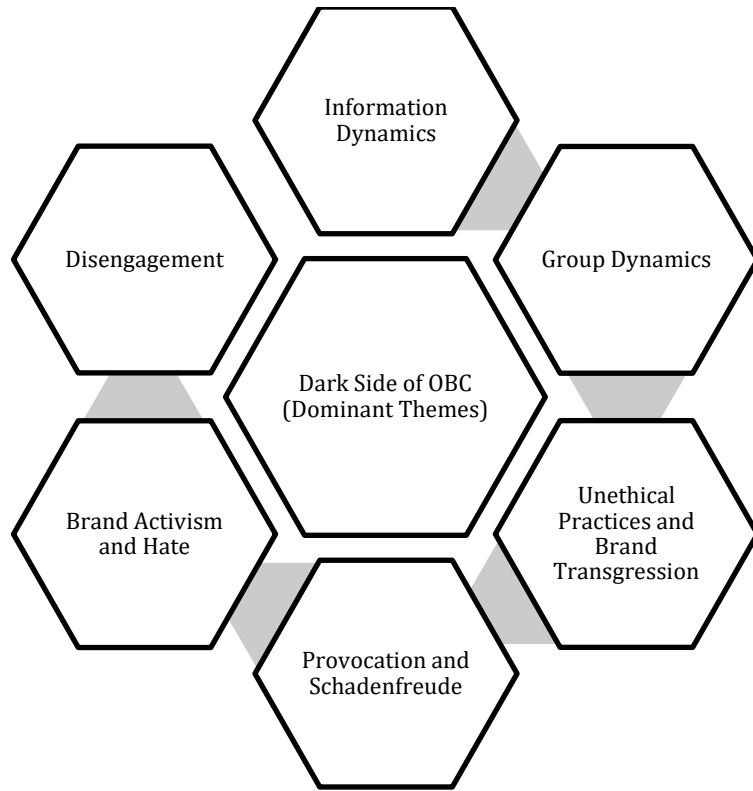 Information
Dynamics
Disengagement
Group Dynamics
Dark Side of OBC
(Dominant Themes)
Brand Activism
and Hate
Unethical
Practices and
Brand
Transgression
Provocation and
Schadenfreude